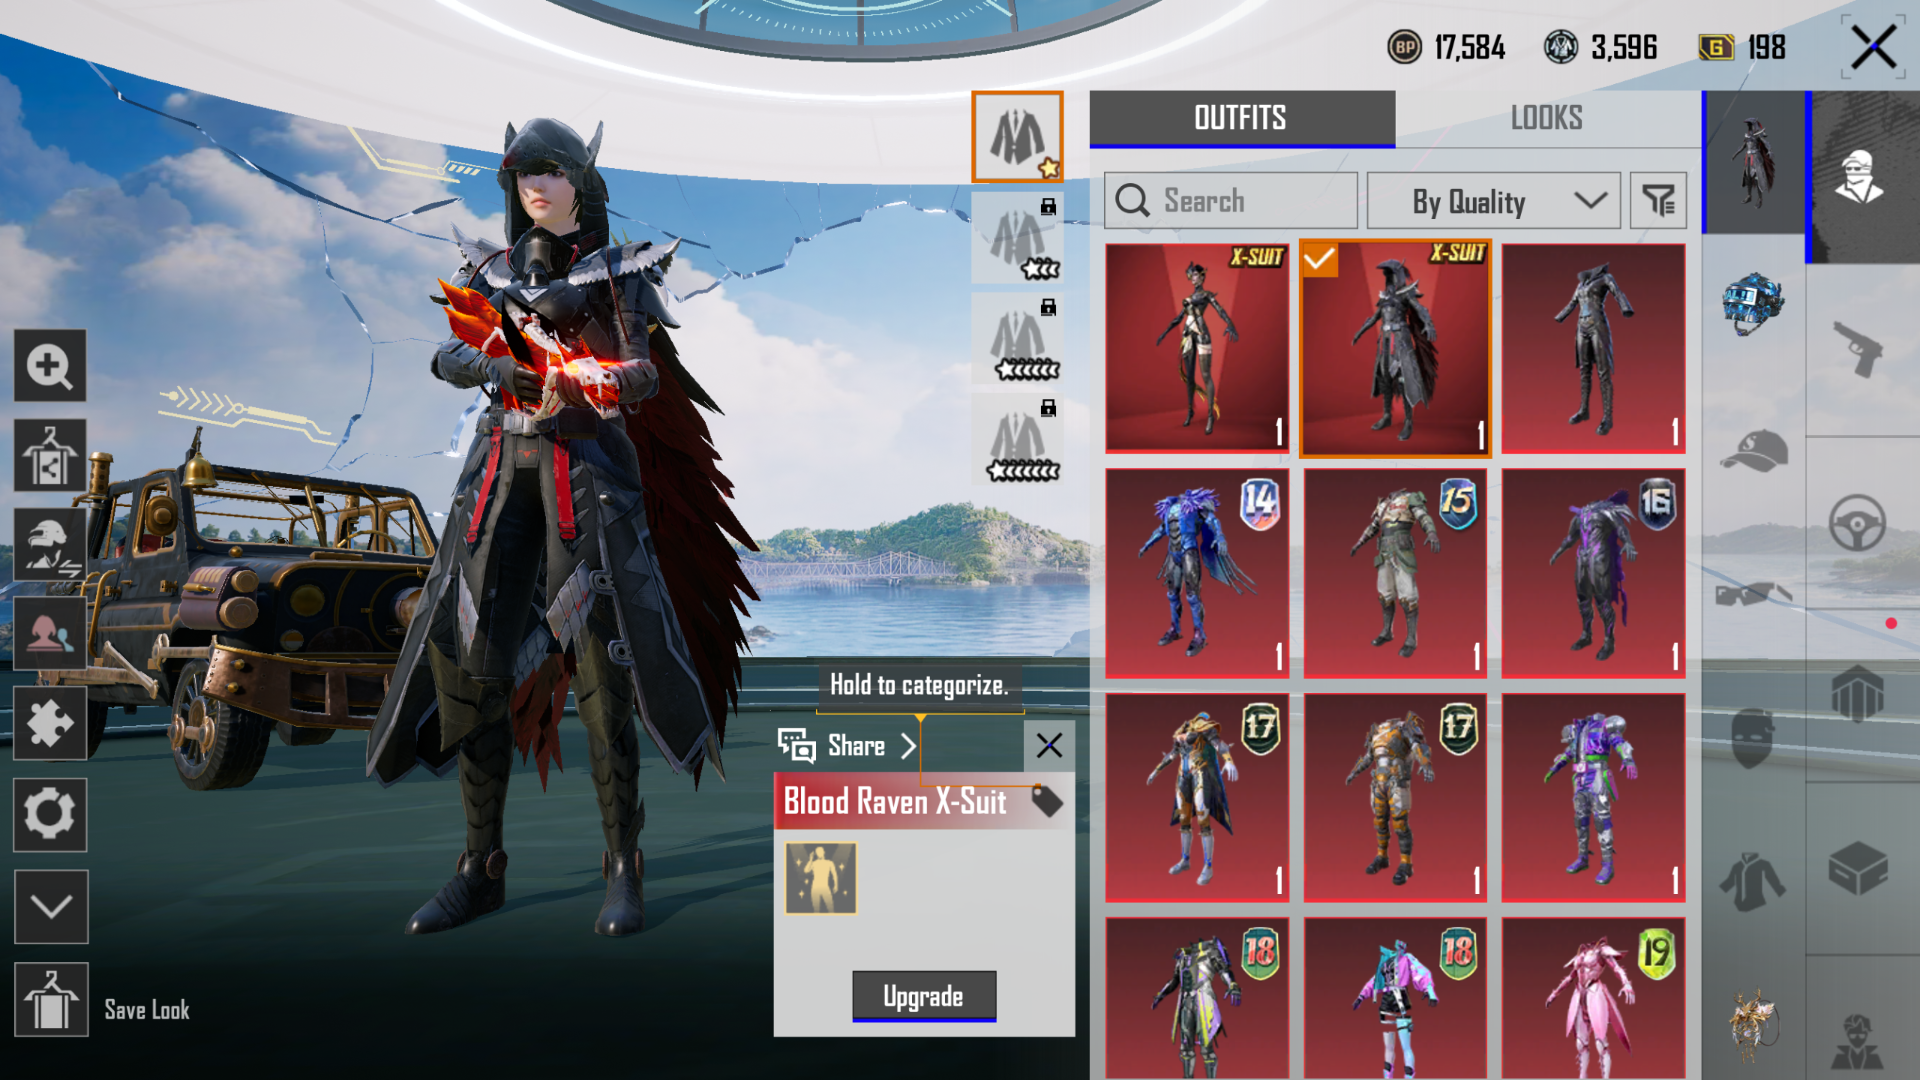 BP 17,584 3,596 G 198
OUTFITS LOOKS
Search By Quality
X-SUIT X-SUIT
1 1 1
14 15 16
1 1 1
17 17
1 1 1
18 18 19
Hold to categorize.
Share
Blood Raven X-Suit
Upgrade
Save Look